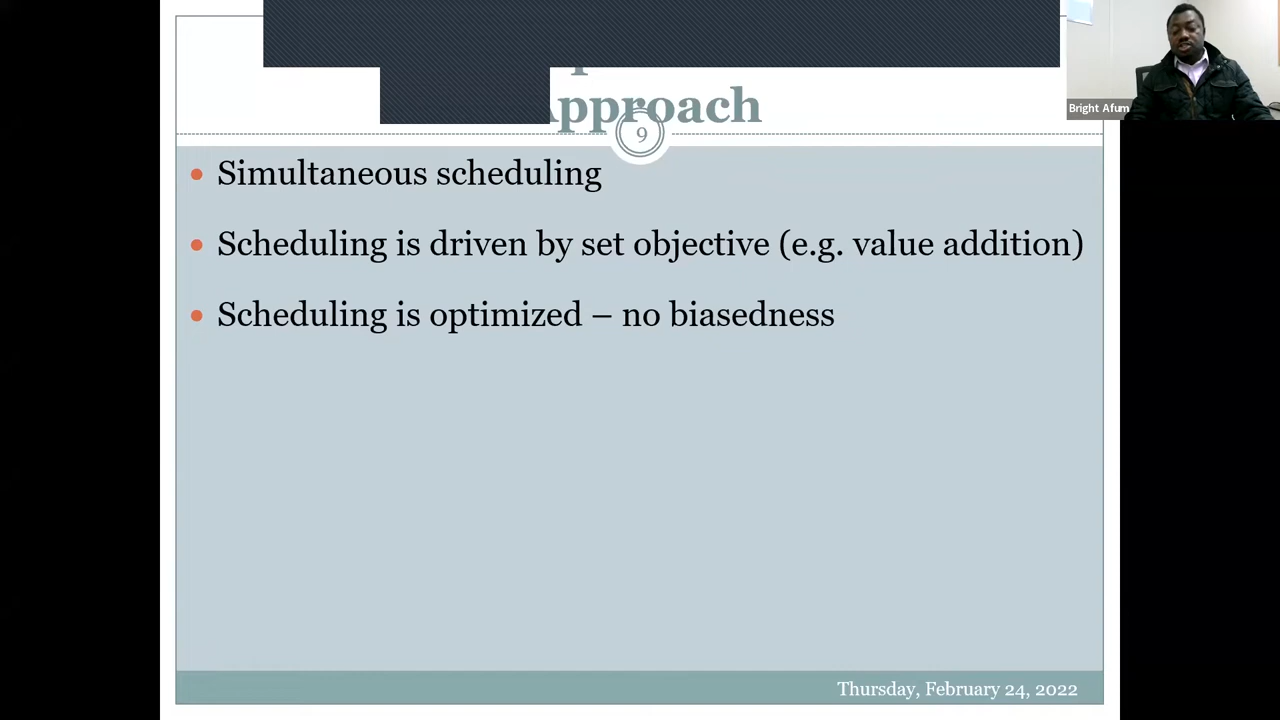 Approach
9
Simultaneous scheduling
Scheduling is driven by set objective (e.g. value addition)
Scheduling is optimized – no biasedness
Thursday, February 24, 2022
Bright Afum